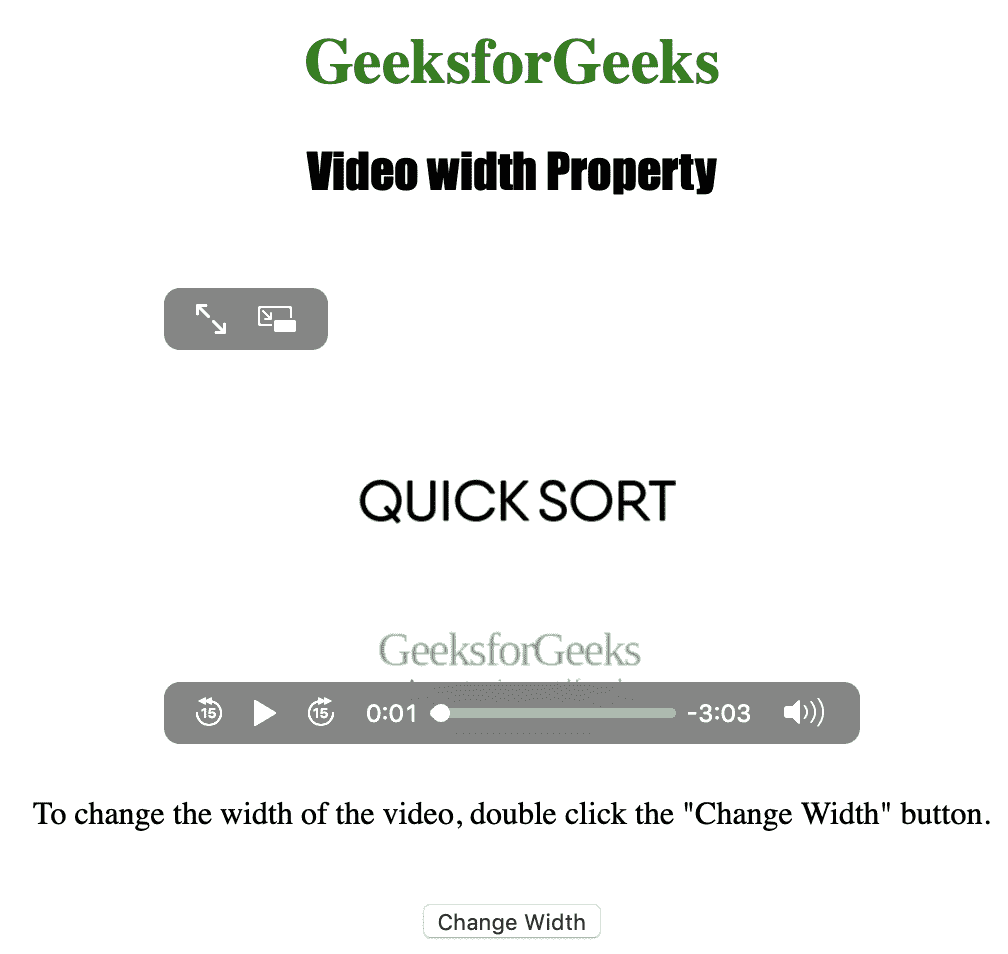 GeeksforGeeks
Video width Property
QUICK SORT
GeeksforGeeks
15 15 0:01 -3:03
To change the width of the video, double click the "Change Width" button.
Change Width